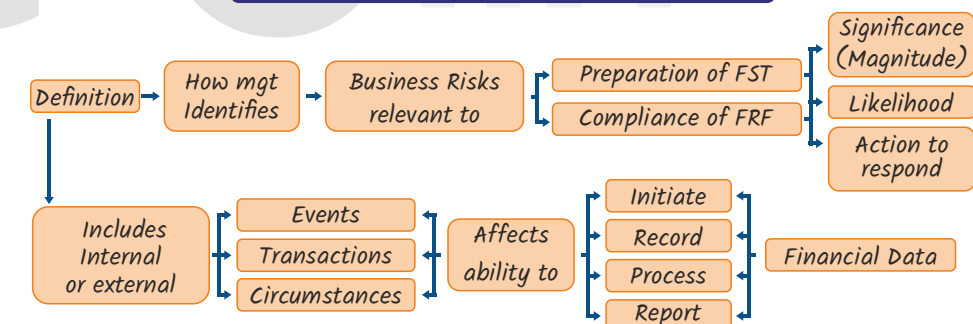 Definition
How mgt
Identifies
Business Risks
relevant to
Preparation of FST
Compliance of FRF
Significance
(Magnitude)
Likelihood
Action to
respond
Includes
Internal
or external
Events
Transactions
Circumstances
Affects
ability to
Initiate
Record
Process
Report
Financial Data